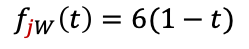 f_{jW}(t) = 6(1 − t)